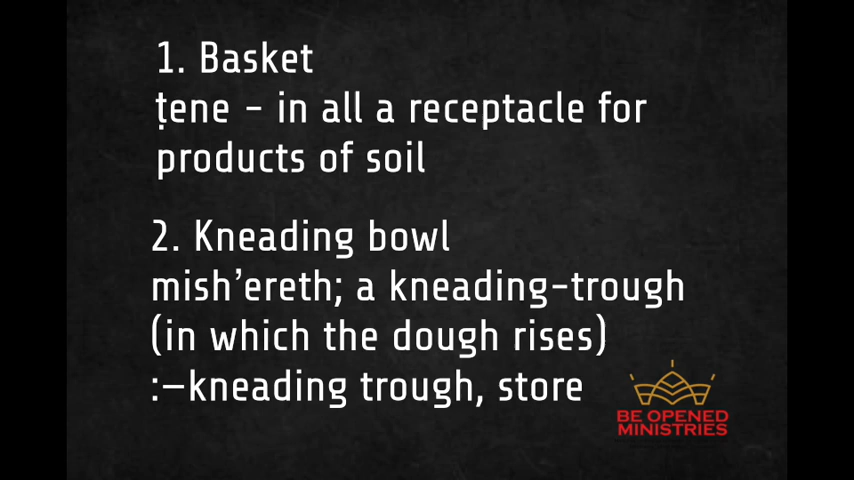 1. Basket
ṭene - in all a receptacle for
products of soil
2. Kneading bowl
mish’ereth; a kneading-trough
(in which the dough rises)
:—kneading trough, store
BE OPENED
MINISTRIES